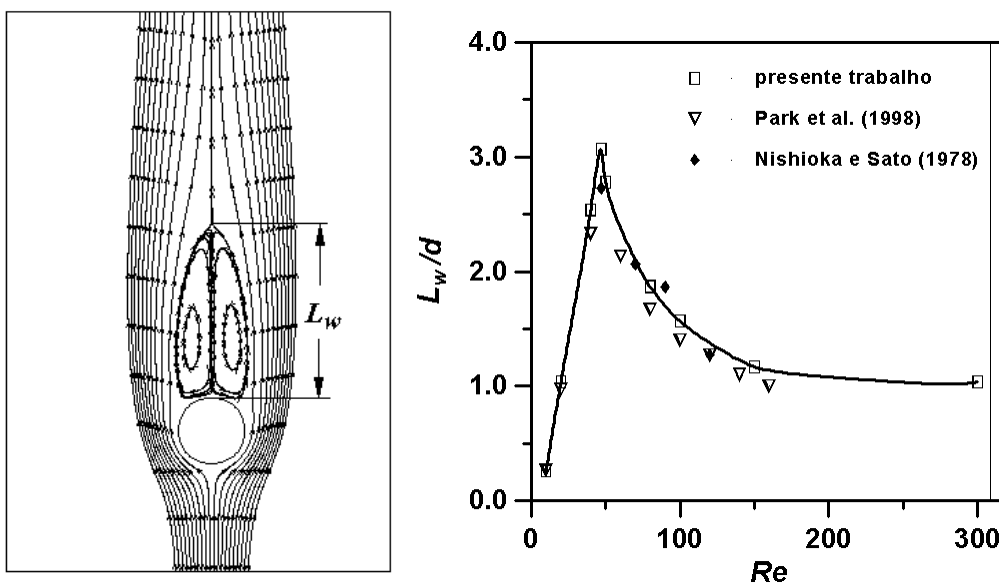 L_w
4.0
3.0
2.0
1.0
0.0
L_w/d
presente trabalho
Park et al. (1998)
Nishioka e Sato (1978)
0 100 200 300
Re